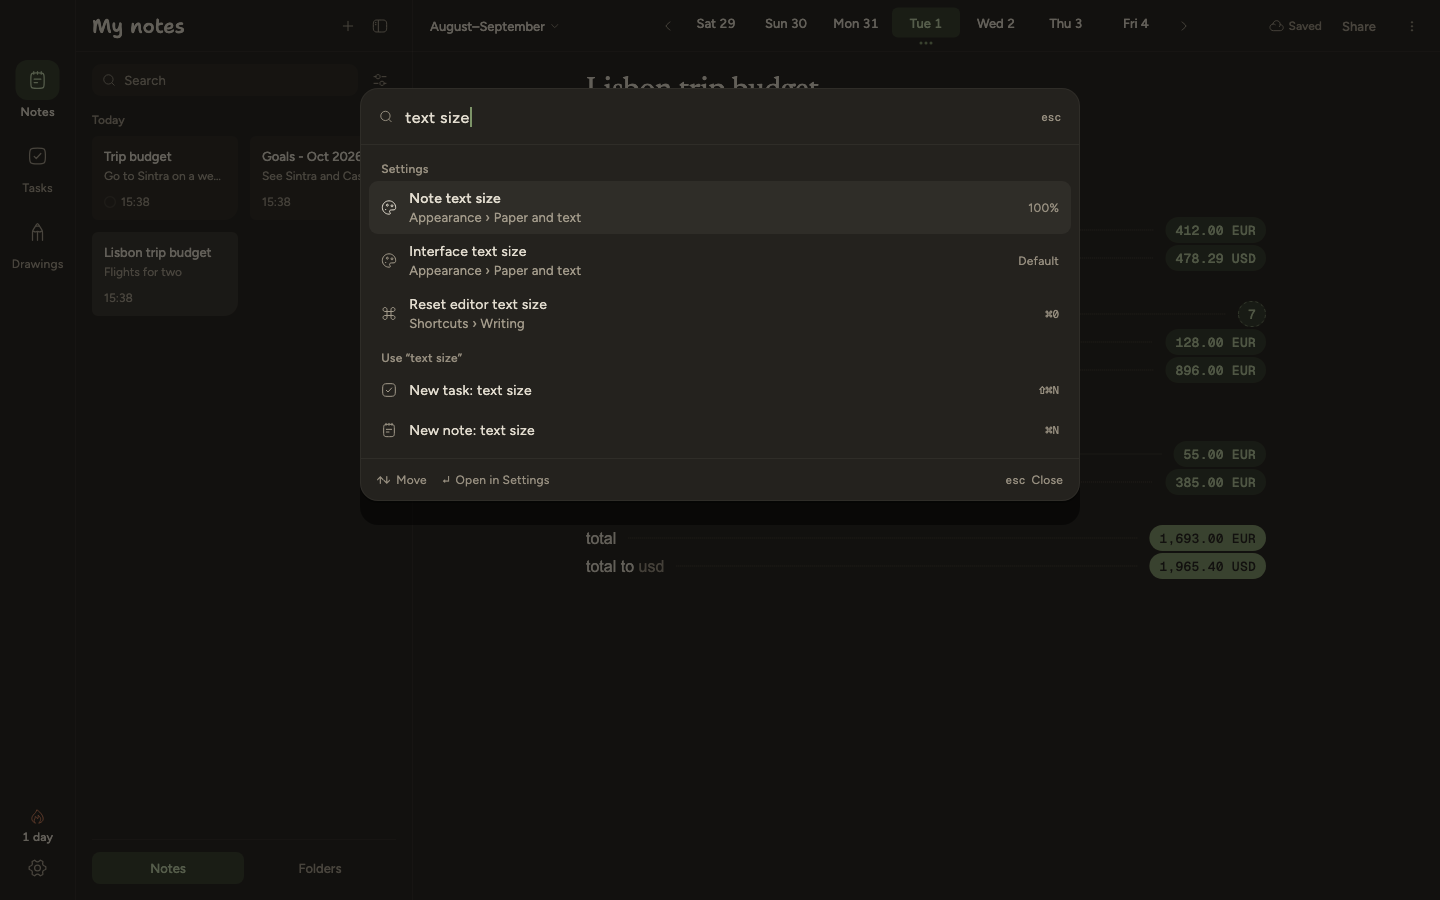 My notes
August–September
Sat 29
Sun 30
Mon 31
Tue 1
Wed 2
Thu 3
Fri 4
Saved
Share
Notes
Tasks
Drawings
Search
Today
Trip budget
Go to Sintra on a we...
15:38
Goals - Oct 2026
See Sintra and Cas
15:38
Lisbon trip budget
Flights for two
15:38
Lisbon trip budget
text size
esc
Settings
Note text size
Appearance › Paper and text
100%
Interface text size
Appearance › Paper and text
Default
Reset editor text size
Shortcuts › Writing
⌘0
Use “text size”
New task: text size
⇧⌘N
New note: text size
⌘N
Move
↵ Open in Settings
esc Close
412.00 EUR
478.29 USD
7
128.00 EUR
896.00 EUR
55.00 EUR
385.00 EUR
total
1,693.00 EUR
total to usd
1,965.40 USD
1 day
Notes
Folders